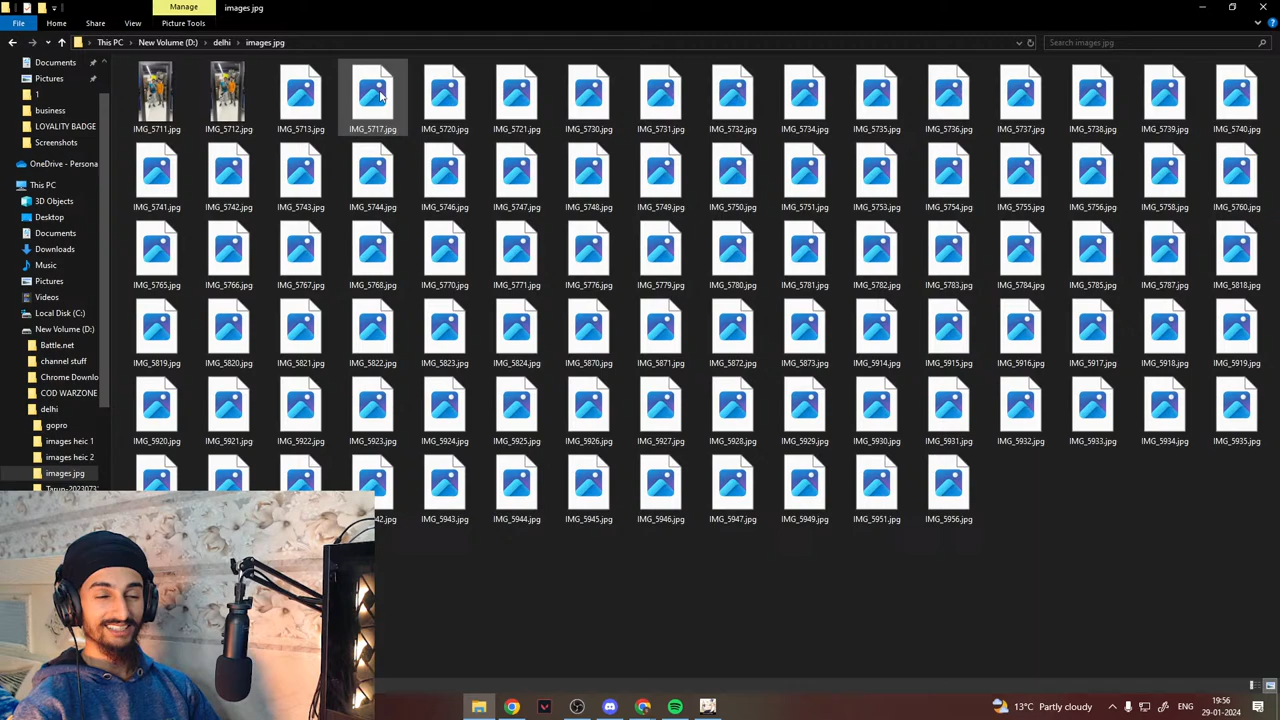 Manage
images jpg
File
Home
Share
View
Picture Tools
This PC
New Volume (D:)
delhi
images jpg
Search images jpg
Documents
Pictures
1
business
LOYALITY BADGE
Screenshots
OneDrive - Persona
This PC
3D Objects
Desktop
Documents
Downloads
Music
Pictures
Videos
Local Disk (C:)
New Volume (D:)
Battle.net
channel stuff
Chrome Downlo
COD WARZONE
delhi
gopro
images heic 1
images heic 2
images jpg
Tarun-2023073
IMG_5711.jpg IMG_5712.jpg IMG_5713.jpg IMG_5717.jpg IMG_5720.jpg IMG_5721.jpg IMG_5730.jpg IMG_5731.jpg IMG_5732.jpg IMG_5734.jpg IMG_5735.jpg IMG_5736.jpg IMG_5737.jpg IMG_5738.jpg IMG_5739.jpg IMG_5740.jpg
IMG_5741.jpg IMG_5742.jpg IMG_5743.jpg IMG_5744.jpg IMG_5746.jpg IMG_5747.jpg IMG_5748.jpg IMG_5749.jpg IMG_5750.jpg IMG_5751.jpg IMG_5753.jpg IMG_5754.jpg IMG_5755.jpg IMG_5756.jpg IMG_5758.jpg IMG_5760.jpg
IMG_5765.jpg IMG_5766.jpg IMG_5767.jpg IMG_5768.jpg IMG_5770.jpg IMG_5771.jpg IMG_5776.jpg IMG_5779.jpg IMG_5780.jpg IMG_5781.jpg IMG_5782.jpg IMG_5783.jpg IMG_5784.jpg IMG_5785.jpg IMG_5787.jpg IMG_5818.jpg
IMG_5819.jpg IMG_5820.jpg IMG_5821.jpg IMG_5822.jpg IMG_5823.jpg IMG_5824.jpg IMG_5870.jpg IMG_5871.jpg IMG_5872.jpg IMG_5873.jpg IMG_5914.jpg IMG_5915.jpg IMG_5916.jpg IMG_5917.jpg IMG_5918.jpg IMG_5919.jpg
IMG_5920.jpg IMG_5921.jpg IMG_5922.jpg IMG_5923.jpg IMG_5924.jpg IMG_5925.jpg IMG_5926.jpg IMG_5927.jpg IMG_5928.jpg IMG_5929.jpg IMG_5930.jpg IMG_5931.jpg IMG_5932.jpg IMG_5933.jpg IMG_5934.jpg IMG_5935.jpg
42.jpg IMG_5943.jpg IMG_5944.jpg IMG_5945.jpg IMG_5946.jpg IMG_5947.jpg IMG_5949.jpg IMG_5951.jpg IMG_5956.jpg
13°C Partly cloudy
ENG
19:56
29-01-2024